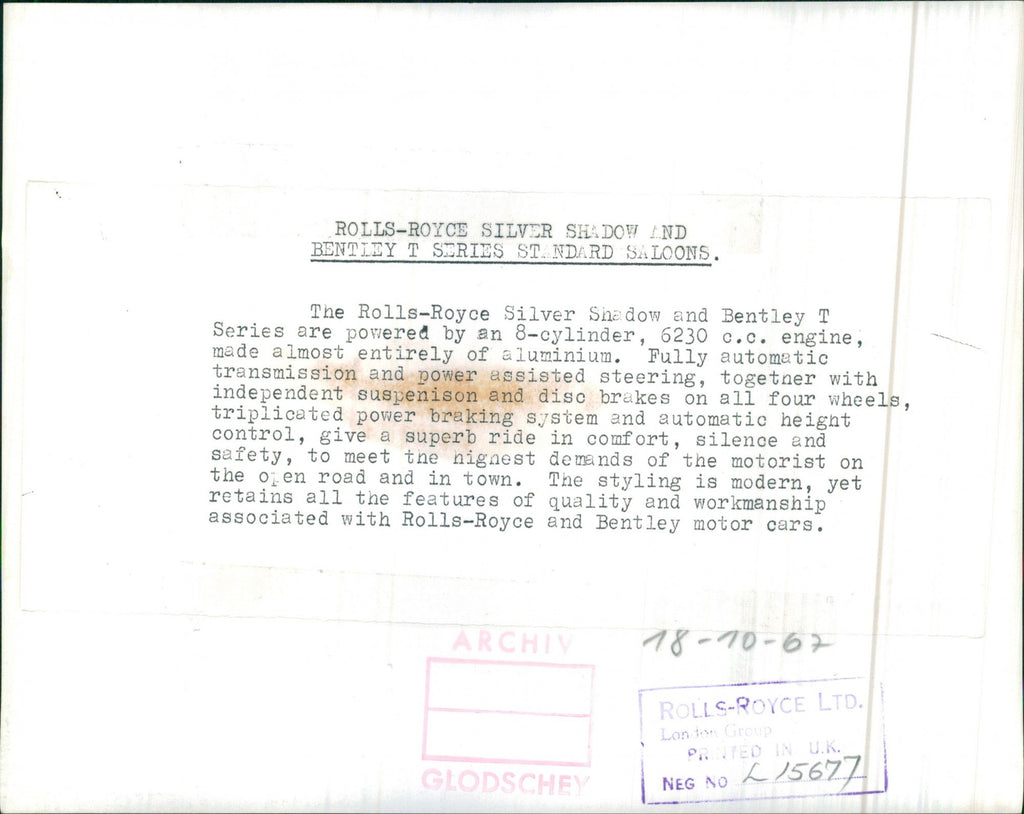 ROLLS-ROYCE SILVER SHADOW AND
BENTLEY T SERIES STANDARD SALOONS.
The Rolls-Royce Silver Shadow and Bentley T
Series are powered by an 8-cylinder, 6230 c.c. engine,
made almost entirely of aluminium. Fully automatic
transmission and power assisted steering, together with
independent suspenison and disc brakes on all four wheels,
triplicated power braking system and automatic height
control, give a superb ride in comfort, silence and
safety, to meet the highest demands of the motorist on
the open road and in town. The styling is modern, yet
retains all the features of quality and workmanship
associated with Rolls-Royce and Bentley motor cars.
18-10-67
ARCHIV
GLODSCHEY
ROLLS-ROYCE LTD.
London Group
PRINTED IN U.K.
NEG NO L15677